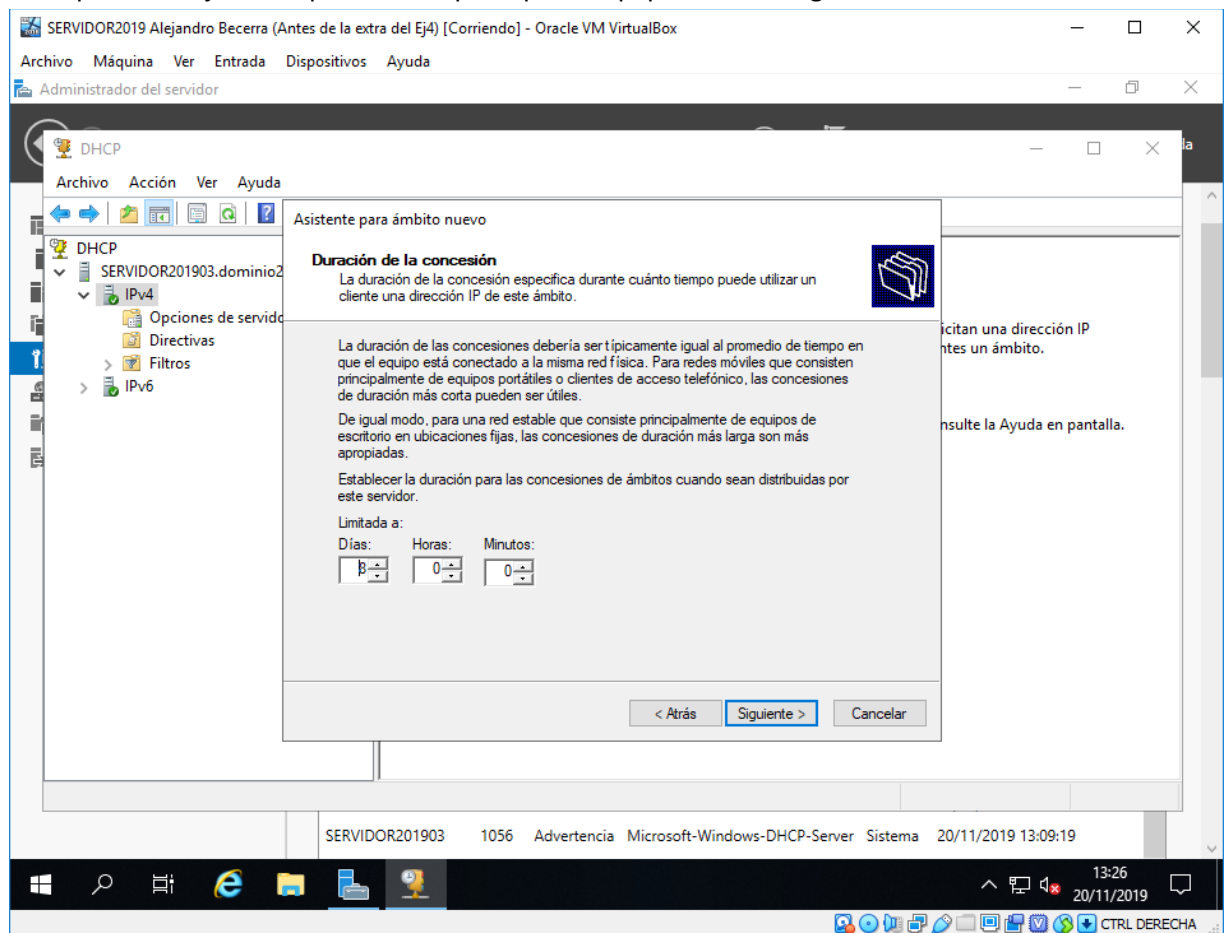 SERVIDOR2019 Alejandro Becerra (Antes de la extra del Ej4) [Corriendo] - Oracle VM VirtualBox
Archivo Máquina Ver Entrada Dispositivos Ayuda
Administrador del servidor
DHCP
Archivo Acción Ver Ayuda
DHCP
SERVIDOR201903.dominio2
IPv4
Opciones de servido
Directivas
Filtros
IPv6
Asistente para ámbito nuevo
Duración de la concesión
La duración de la concesión especifica durante cuánto tiempo puede utilizar un
cliente una dirección IP de este ámbito.
La duración de las concesiones debería ser típicamente igual al promedio de tiempo en
que el equipo está conectado a la misma red física. Para redes móviles que consisten
principalmente de equipos portátiles o clientes de acceso telefónico, las concesiones
de duración más corta pueden ser útiles.
De igual modo, para una red estable que consiste principalmente de equipos de
escritorio en ubicaciones fijas, las concesiones de duración más larga son más
apropiadas.
Establecer la duración para las concesiones de ámbitos cuando sean distribuidas por
este servidor.
Limitada a:
Días: Horas: Minutos:
8 0 0
< Atrás Siguiente > Cancelar
icitan una dirección IP
ntes un ámbito.
nsulte la Ayuda en pantalla.
da
SERVIDOR201903 1056 Advertencia Microsoft-Windows-DHCP-Server Sistema 20/11/2019 13:09:19
13:26
20/11/2019
CTRL DERECHA